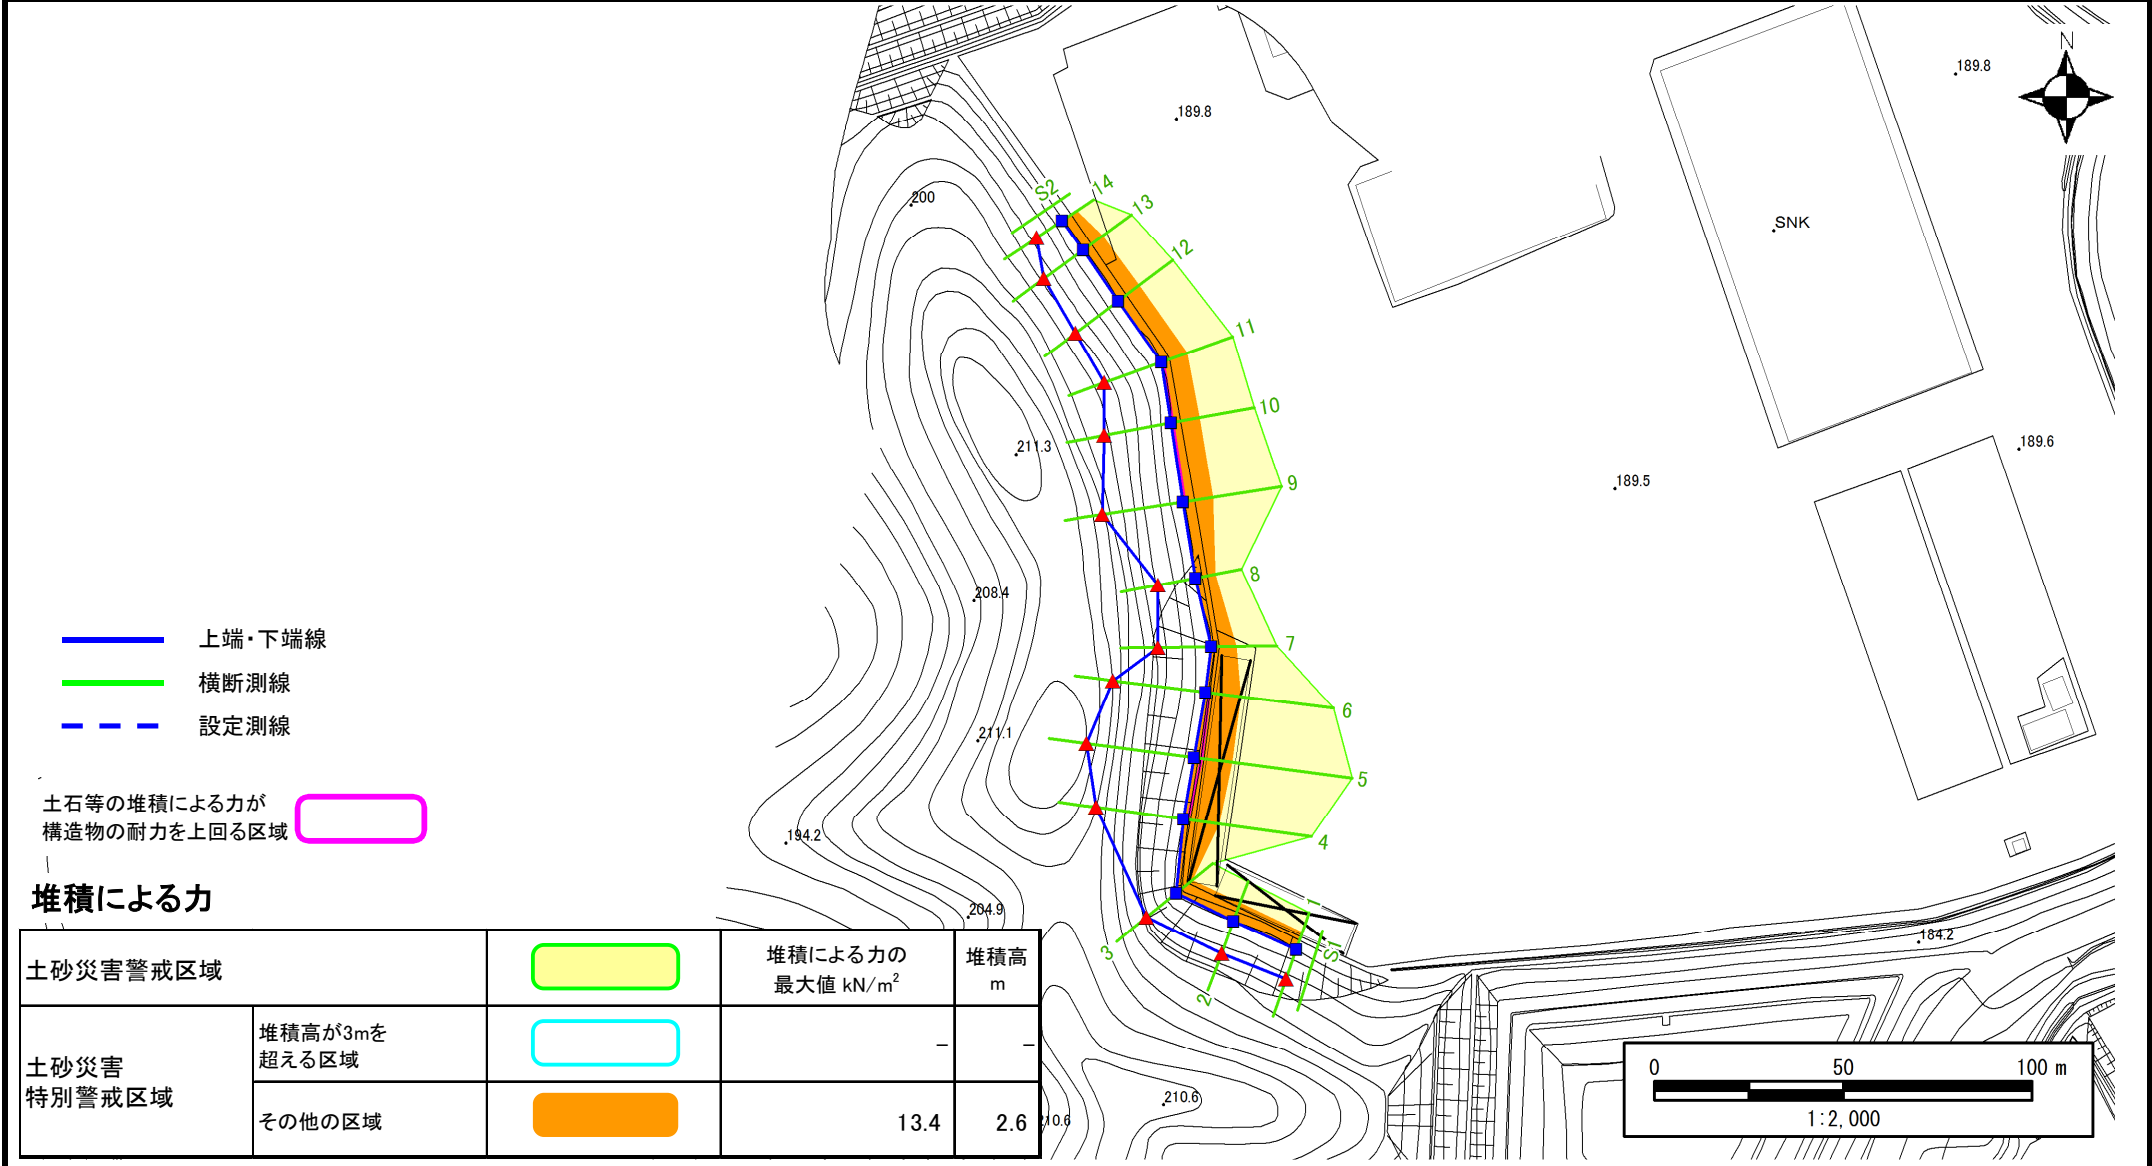 N
189.8
189.8
200
S2
14
13
12
SNK
11
10
211.3
189.6
9
189.5
8
208.4
7
上端・下端線
横断測線
設定測線
6
211.1
5
土石等の堆積による力が
構造物の耐力を上回る区域
194.2
4
堆積による力
204.9
1
S1
184.2
3
2
土砂災害警戒区域
堆積による力の
最大値 kN/m²
堆積高
m
土砂災害
特別警戒区域
堆積高が3mを
超える区域
－
－
その他の区域
13.4
2.6
210.6
10.6
0 50 100 m
1:2,000